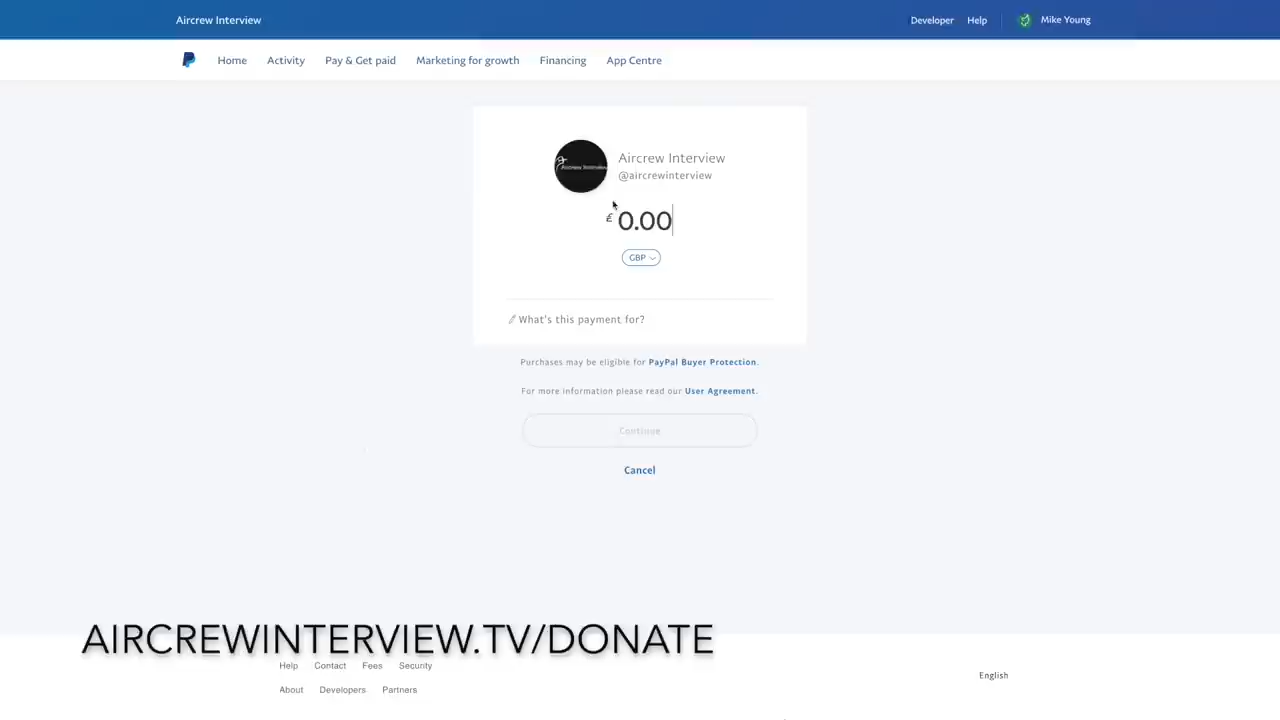 Aircrew Interview
Developer Help Mike Young
Home Activity Pay & Get paid Marketing for growth Financing App Centre
Aircrew Interview
Aircrew Interview
@aircrewinterview
£ 0.00
GBP
What's this payment for?
Purchases may be eligible for PayPal Buyer Protection.
For more information please read our User Agreement.
Continue
Cancel
AIRCREWINTERVIEW.TV/DONATE
Help Contact Fees Security
About Developers Partners
English